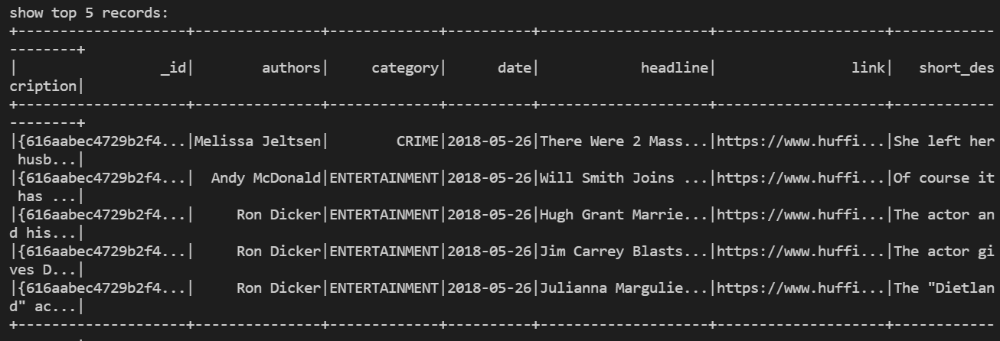 show top 5 records:
+--------------------+---------------+-------------+----------+--------------------+--------------------+------------
--------+
|                 _id|        authors|     category|      date|            headline|                link|   short_des
cription|
+--------------------+---------------+-------------+----------+--------------------+--------------------+------------
--------+
|{616aabec4729b2f4...|Melissa Jeltsen|        CRIME|2018-05-26|There Were 2 Mass...|https://www.huffi...|She left her
 husb...|
|{616aabec4729b2f4...|  Andy McDonald|ENTERTAINMENT|2018-05-26|Will Smith Joins ...|https://www.huffi...|Of course it
 has ...|
|{616aabec4729b2f4...|     Ron Dicker|ENTERTAINMENT|2018-05-26|Hugh Grant Marrie...|https://www.huffi...|The actor an
d his...|
|{616aabec4729b2f4...|     Ron Dicker|ENTERTAINMENT|2018-05-26|Jim Carrey Blasts...|https://www.huffi...|The actor gi
ves D...|
|{616aabec4729b2f4...|     Ron Dicker|ENTERTAINMENT|2018-05-26|Julianna Margulie...|https://www.huffi...|The "Dietlan
d" ac...|
+--------------------+---------------+-------------+----------+--------------------+--------------------+------------